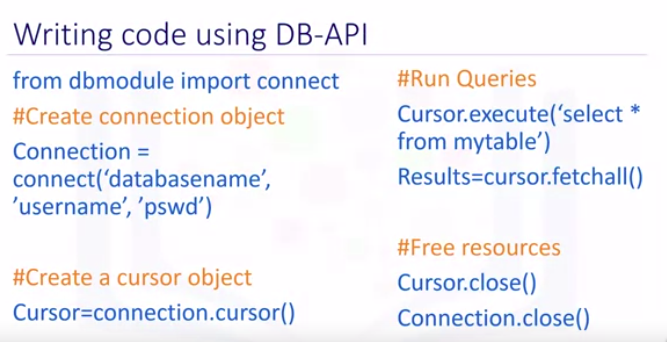 Writing code using DB-API
from dbmodule import connect
#Create connection object
Connection =
connect(‘databasename’,
’username’, ’pswd’)
#Create a cursor object
Cursor=connection.cursor()
#Run Queries
Cursor.execute(‘select *
from mytable’)
Results=cursor.fetchall()
#Free resources
Cursor.close()
Connection.close()